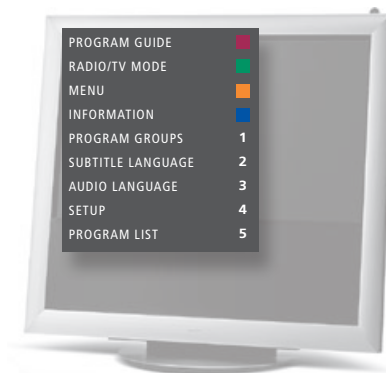 PROGRAM GUIDE
RADIO/TV MODE
MENU
INFORMATION
PROGRAM GROUPS 1
SUBTITLE LANGUAGE 2
AUDIO LANGUAGE 3
SETUP 4
PROGRAM LIST 5